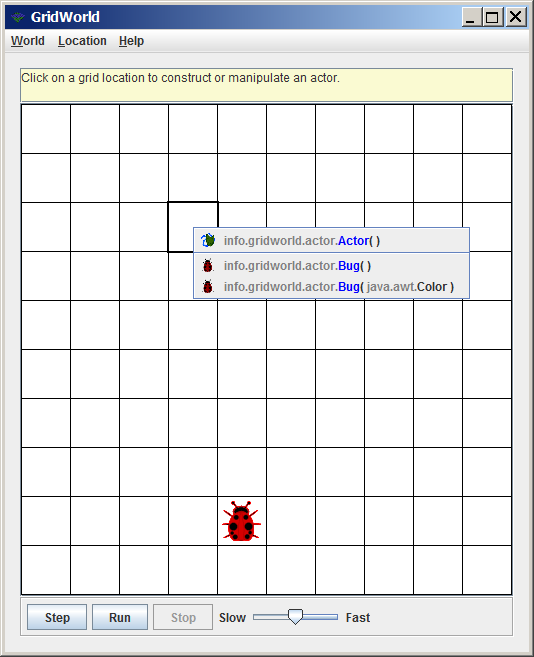 GridWorld
World Location Help
Click on a grid location to construct or manipulate an actor.
info.gridworld.actor.Actor( )
info.gridworld.actor.Bug( )
info.gridworld.actor.Bug( java.awt.Color )
Step Run Stop Slow Fast